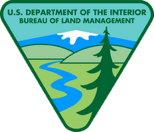 U.S. DEPARTMENT OF THE INTERIOR
BUREAU OF LAND MANAGEMENT